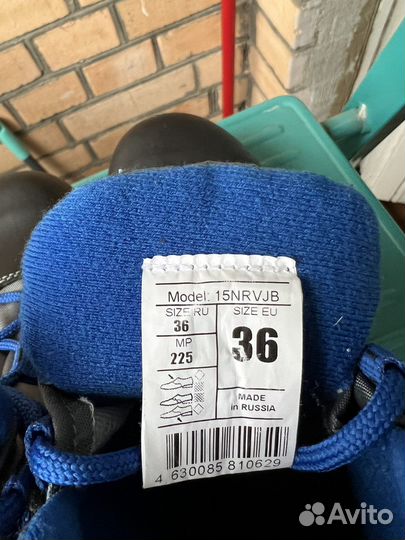 Model: 15NRVJB
SIZE RU
36
MP
225
SIZE EU
36
MADE
in RUSSIA
4 630085 810629
Avito